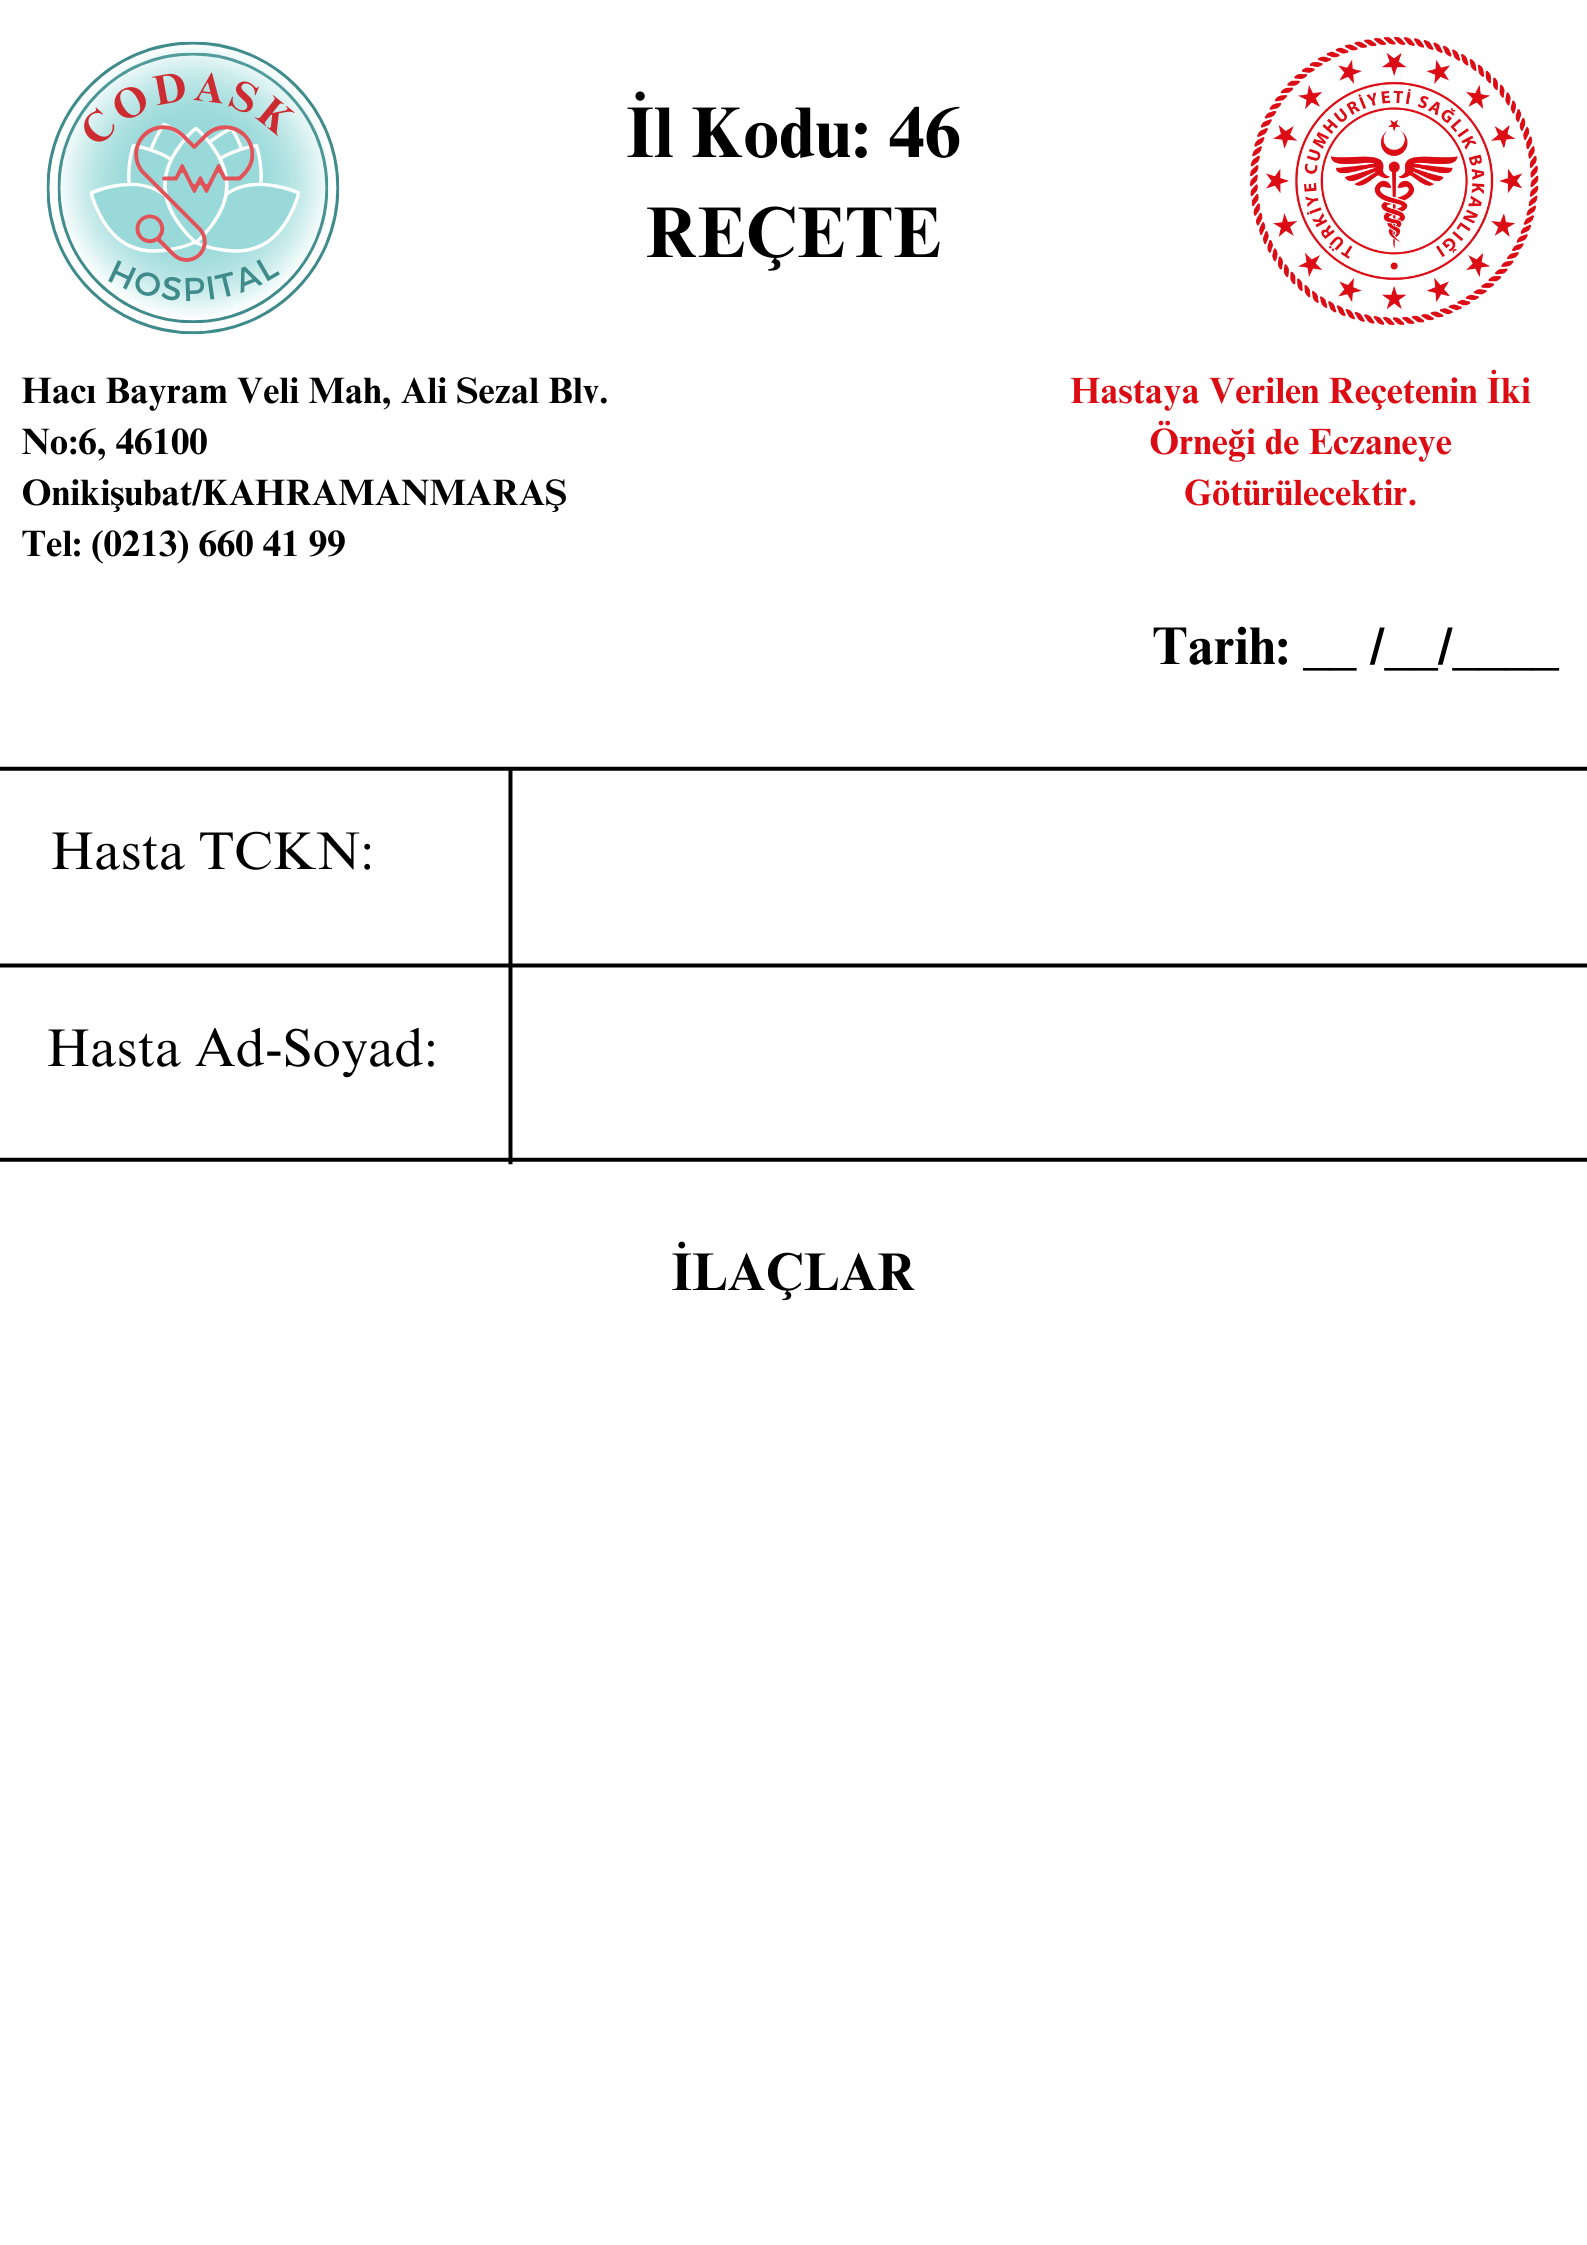 CODASK
HOSPITAL
İl Kodu: 46
REÇETE
TÜRKİYE CUMHURİYETİ SAĞLIK BAKANLIĞI
Hacı Bayram Veli Mah, Ali Sezal Blv.
No:6, 46100
Onikişubat/KAHRAMANMARAŞ
Tel: (0213) 660 41 99
Hastaya Verilen Reçetenin İki
Örneği de Eczaneye
Götürülecektir.
Tarih: __ /__/____
Hasta TCKN:
Hasta Ad-Soyad:
İLAÇLAR